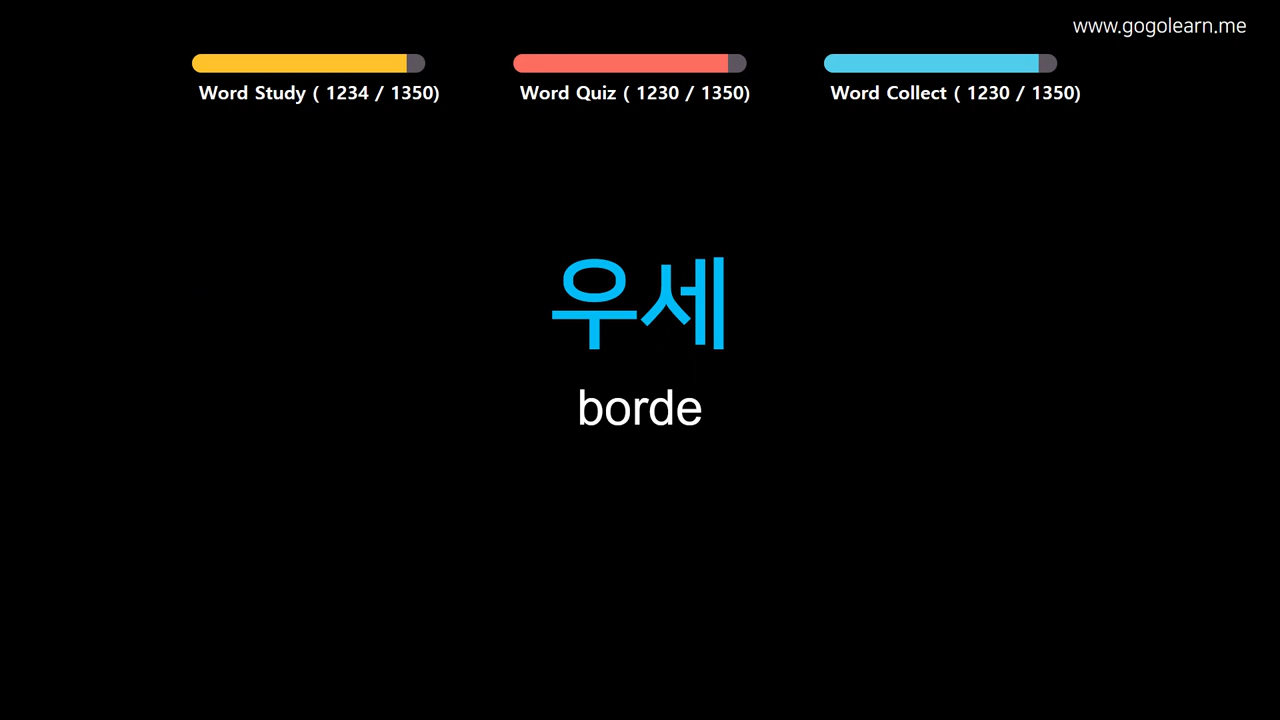 www.gogolearn.me
Word Study ( 1234 / 1350)
Word Quiz ( 1230 / 1350)
Word Collect ( 1230 / 1350)
우세
borde